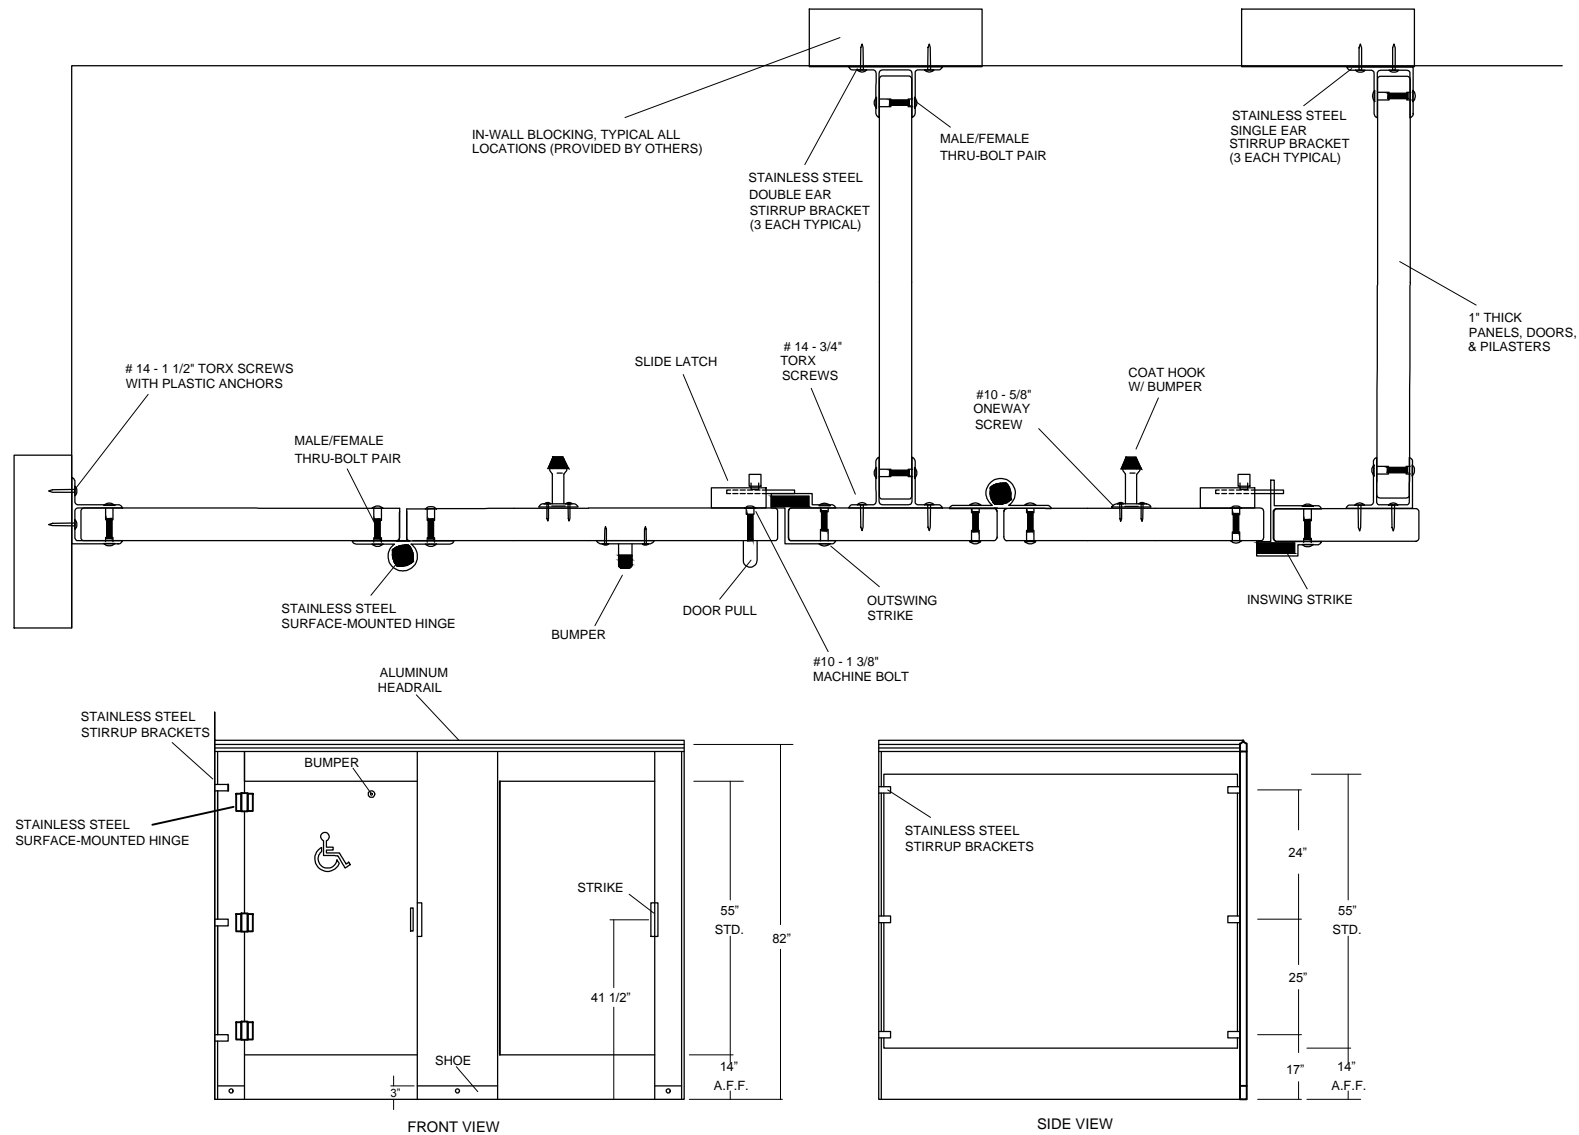 IN-WALL BLOCKING, TYPICAL ALL
LOCATIONS (PROVIDED BY OTHERS)
MALE/FEMALE
THRU-BOLT PAIR
STAINLESS STEEL
DOUBLE EAR
STIRRUP BRACKET
(3 EACH TYPICAL)
STAINLESS STEEL
SINGLE EAR
STIRRUP BRACKET
(3 EACH TYPICAL)
1" THICK
PANELS, DOORS,
& PILASTERS
# 14 - 1 1/2" TORX SCREWS
WITH PLASTIC ANCHORS
MALE/FEMALE
THRU-BOLT PAIR
SLIDE LATCH
# 14 - 3/4"
TORX
SCREWS
#10 - 5/8"
ONEWAY
SCREW
COAT HOOK
W/ BUMPER
STAINLESS STEEL
SURFACE-MOUNTED HINGE
BUMPER
DOOR PULL
OUTSWING
STRIKE
INSWING STRIKE
#10 - 1 3/8"
MACHINE BOLT
ALUMINUM
HEADRAIL
STAINLESS STEEL
STIRRUP BRACKETS
BUMPER
STAINLESS STEEL
SURFACE-MOUNTED HINGE
STRIKE
41 1/2"
55”
STD.
82”
SHOE
3”
14”
A.F.F.
FRONT VIEW
STAINLESS STEEL
STIRRUP BRACKETS
24”
55”
STD.
25”
17”
14”
A.F.F.
SIDE VIEW